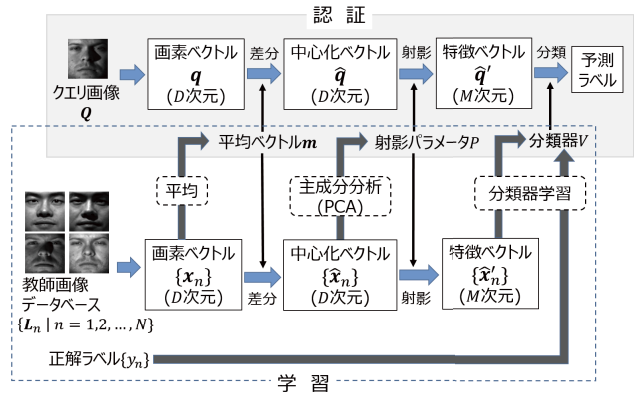 認 証
画素ベクトル
q
(D次元)
差分
中心化ベクトル
q̂
(D次元)
射影
特徴ベクトル
q̂′
(M次元)
分類
予測
ラベル
クエリ画像
Q
平均ベクトルm
射影パラメータP
分類器V
平均
主成分分析
(PCA)
分類器学習
教師画像
データベース
{Lₙ | n = 1,2, … , N}
画素ベクトル
{xₙ}
(D次元)
差分
中心化ベクトル
{x̂ₙ}
(D次元)
射影
特徴ベクトル
{x̂′ₙ}
(M次元)
正解ラベル{yₙ}
学 習